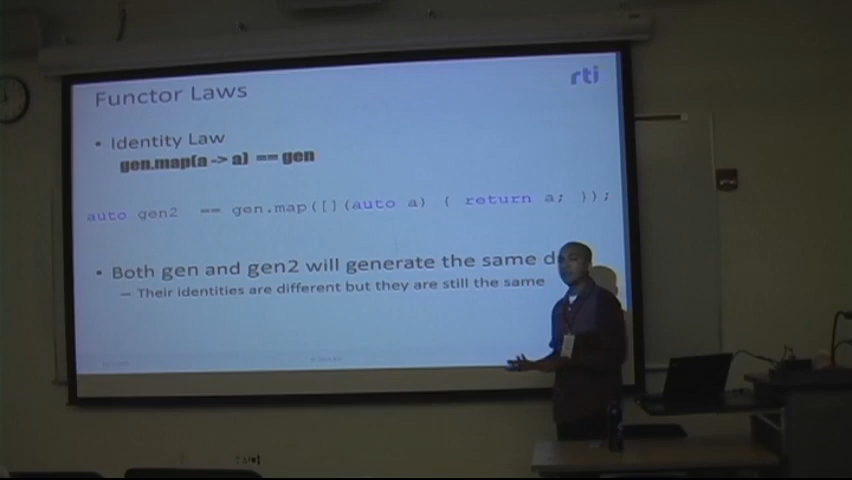 rti
Functor Laws
• Identity Law
gen.map(a -> a) == gen
auto gen2 == gen.map([](auto a) { return a; });
• Both gen and gen2 will generate the same d
– Their identities are different but they are still the same